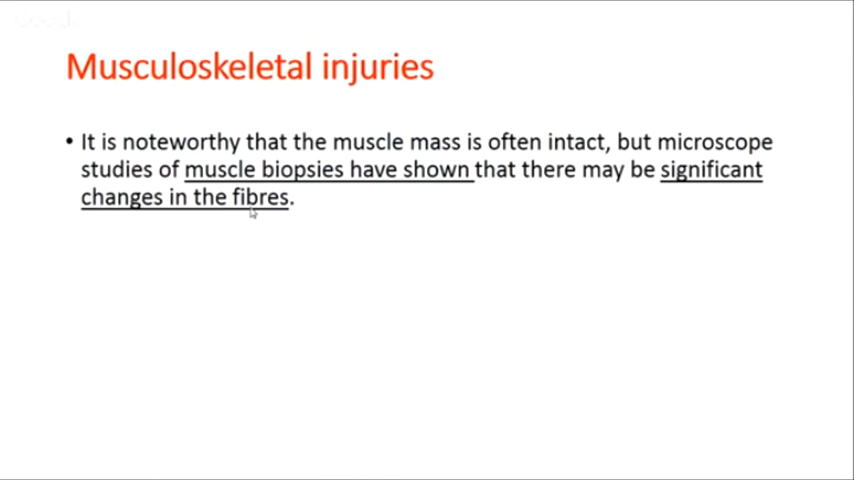 Musculoskeletal injuries
• It is noteworthy that the muscle mass is often intact, but microscope
studies of muscle biopsies have shown that there may be significant
changes in the fibres.